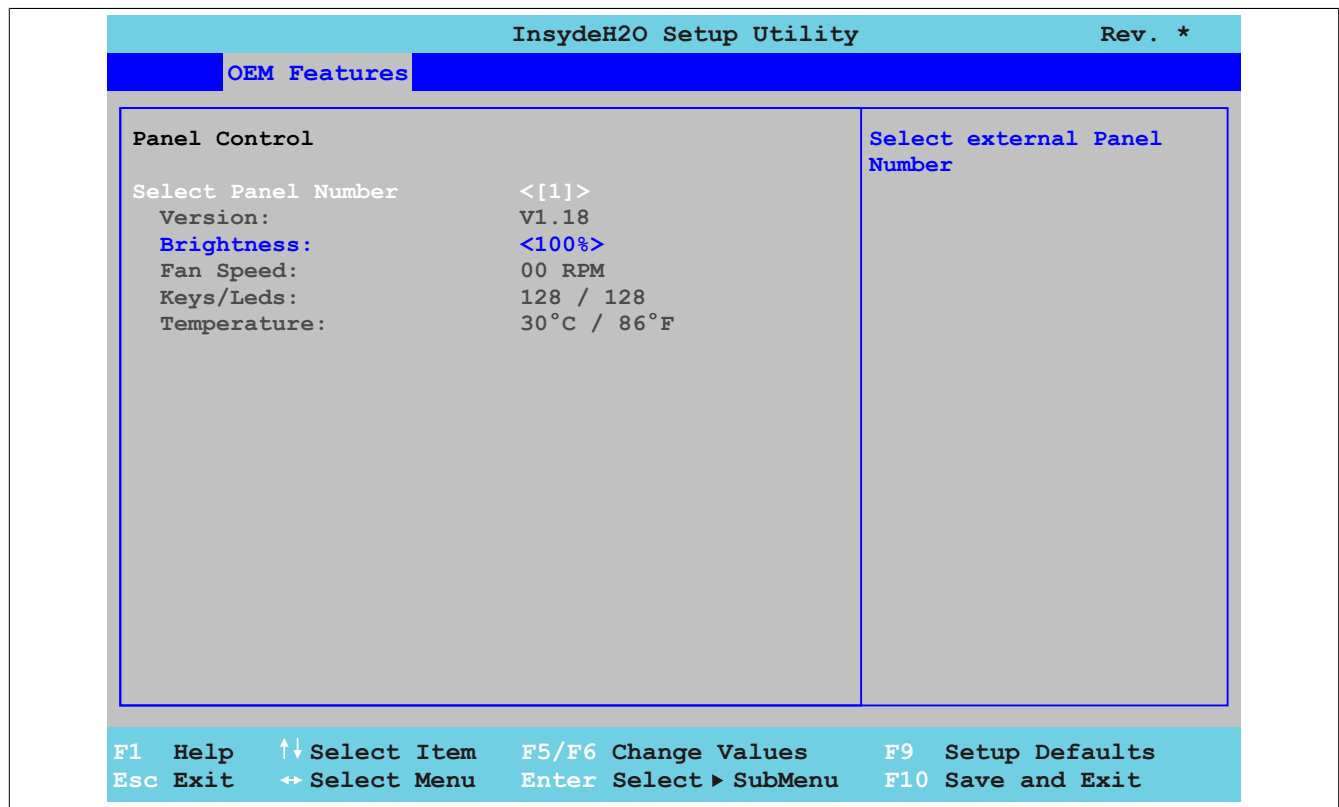 InsydeH2O Setup Utility Rev. *
OEM Features
Panel Control
Select external Panel
Number
Select Panel Number <[1]>
Version: V1.18
Brightness: <100%>
Fan Speed: 00 RPM
Keys/Leds: 128 / 128
Temperature: 30°C / 86°F
F1 Help ↑↓ Select Item F5/F6 Change Values F9 Setup Defaults
Esc Exit ↔ Select Menu Enter Select ▶ SubMenu F10 Save and Exit